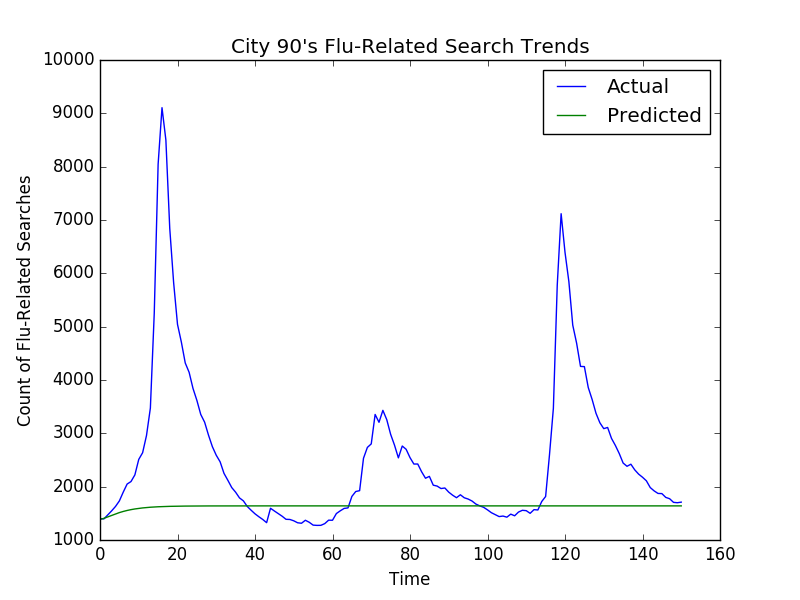 City 90's Flu-Related Search Trends
10000
9000
8000
7000
6000
5000
4000
3000
2000
1000
Count of Flu-Related Searches
Actual
Predicted
0 20 40 60 80 100 120 140 160
Time